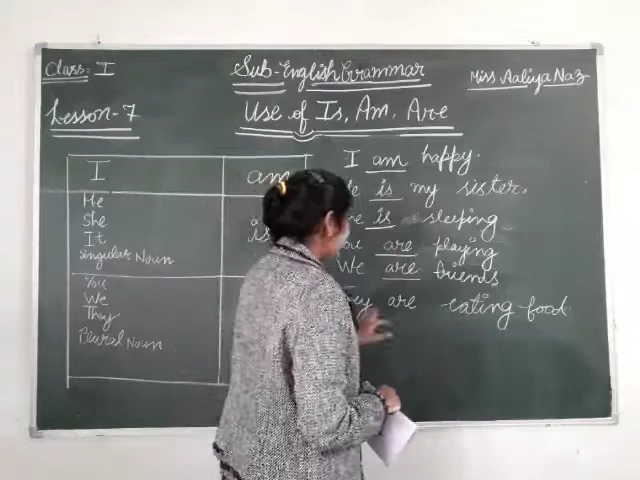 Class:- I
Sub- English Grammar
Miss Aaliya Naz
Lesson-7
Use of Is, Am, Are
I am
He
She
It
Singular Noun
is
You
We
They
Plural Noun
I am happy.
is my sister.
is sleeping
are playing
We are friends
are eating food